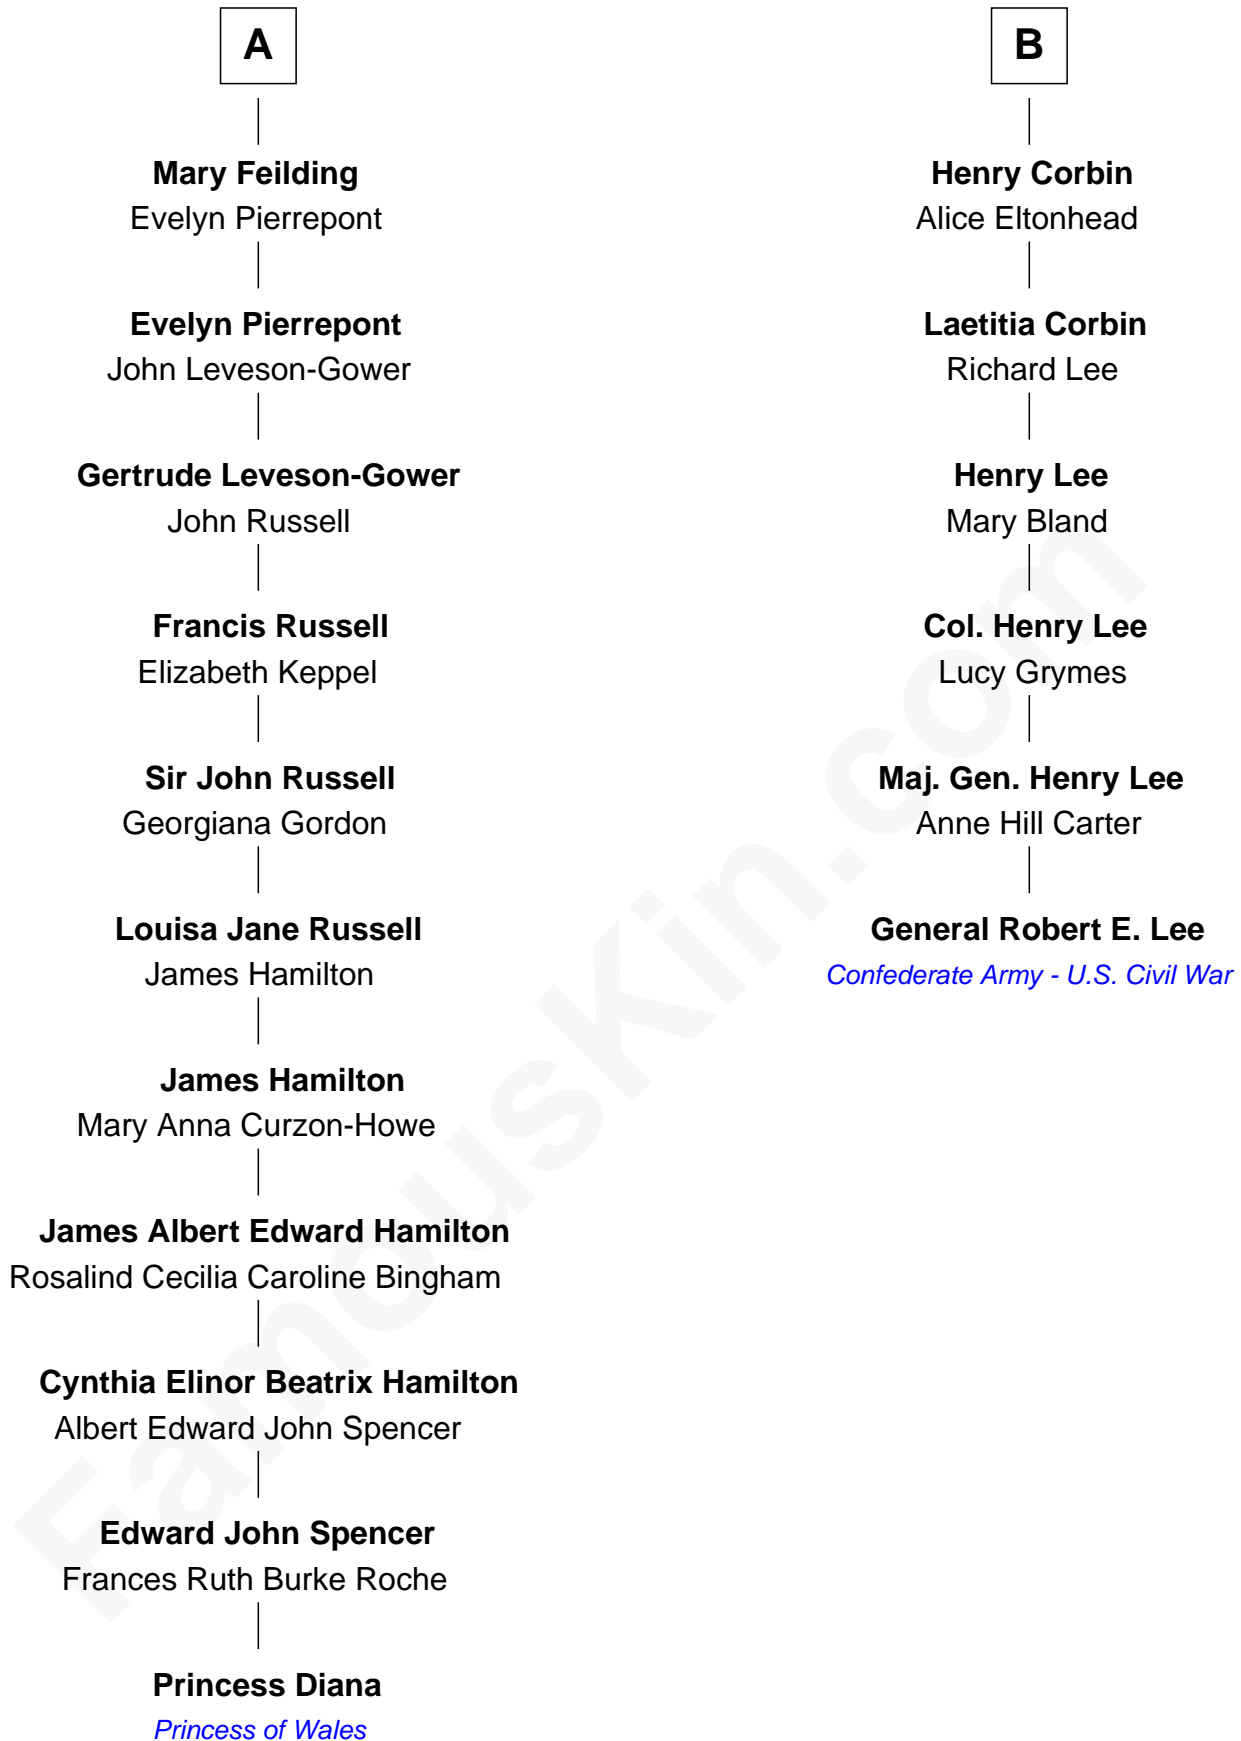 A
Mary Feilding
Evelyn Pierrepont
Evelyn Pierrepont
John Leveson-Gower
Gertrude Leveson-Gower
John Russell
Francis Russell
Elizabeth Keppel
Sir John Russell
Georgiana Gordon
Louisa Jane Russell
James Hamilton
James Hamilton
Mary Anna Curzon-Howe
James Albert Edward Hamilton
Rosalind Cecilia Caroline Bingham
Cynthia Elinor Beatrix Hamilton
Albert Edward John Spencer
Edward John Spencer
Frances Ruth Burke Roche
Princess Diana
Princess of Wales
B
Henry Corbin
Alice Eltonhead
Laetitia Corbin
Richard Lee
Henry Lee
Mary Bland
Col. Henry Lee
Lucy Grymes
Maj. Gen. Henry Lee
Anne Hill Carter
General Robert E. Lee
Confederate Army - U.S. Civil War
FamousKin.com